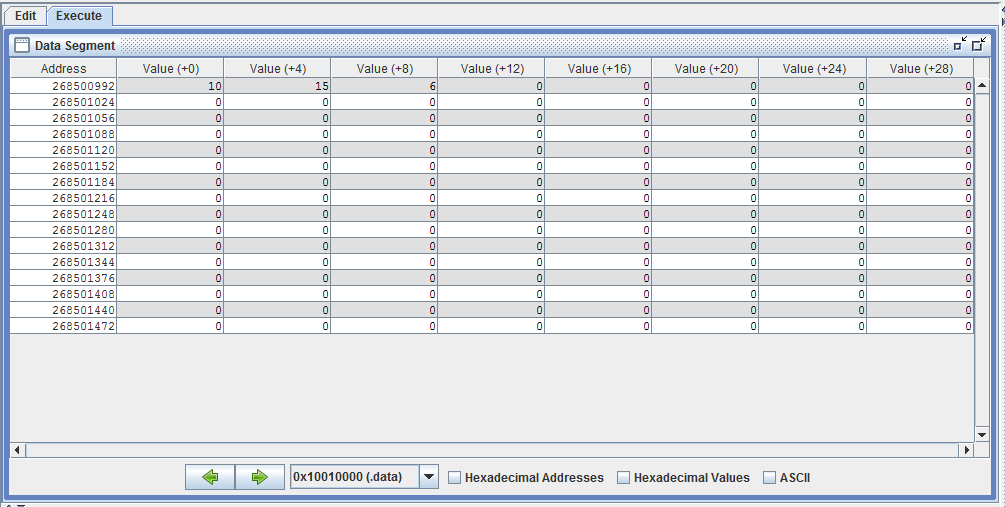 Edit Execute
Data Segment
Address Value (+0) Value (+4) Value (+8) Value (+12) Value (+16) Value (+20) Value (+24) Value (+28)
268500992 10 15 6 0 0 0 0 0
268501024 0 0 0 0 0 0 0 0
268501056 0 0 0 0 0 0 0 0
268501088 0 0 0 0 0 0 0 0
268501120 0 0 0 0 0 0 0 0
268501152 0 0 0 0 0 0 0 0
268501184 0 0 0 0 0 0 0 0
268501216 0 0 0 0 0 0 0 0
268501248 0 0 0 0 0 0 0 0
268501280 0 0 0 0 0 0 0 0
268501312 0 0 0 0 0 0 0 0
268501344 0 0 0 0 0 0 0 0
268501376 0 0 0 0 0 0 0 0
268501408 0 0 0 0 0 0 0 0
268501440 0 0 0 0 0 0 0 0
268501472 0 0 0 0 0 0 0 0
0x10010000 (.data) Hexadecimal Addresses Hexadecimal Values ASCII